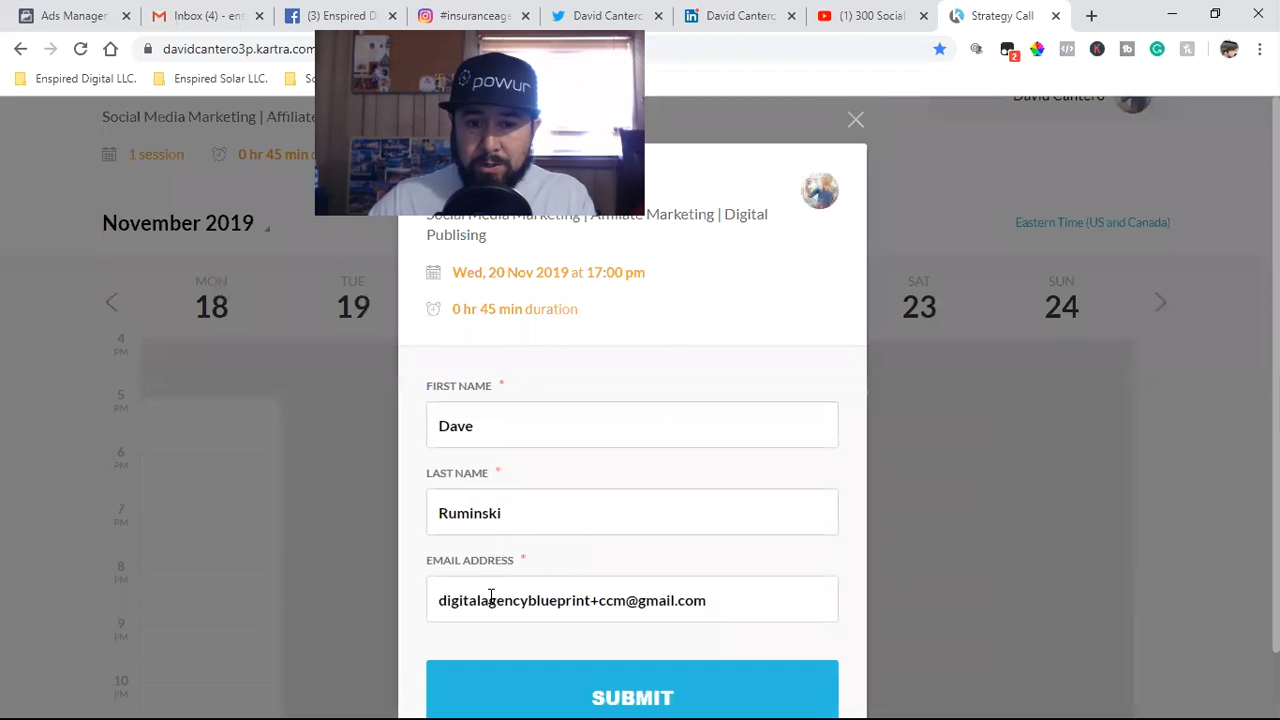 Ads Manager
Inbox (4) - ens
(3) Enspired D
#insuranceag
David Canterc
David Canterc
(1) 300 Social
Strategy Call
davidcantero3p.kartra.com
2
Enspired Digital LLC.
Enspired Solar LLC.
So
powur
David Cantero
Social Media Marketing | Affiliate
1 session
0 hr 45 min d
November 2019
Eastern Time (US and Canada)
Social Media Marketing | Affiliate Marketing | Digital
Publising
Wed, 20 Nov 2019 at 17:00 pm
0 hr 45 min duration
MON
TUE
SAT
SUN
18
19
23
24
4
PM
5
PM
6
PM
7
PM
8
PM
9
PM
10
PM
FIRST NAME *
Dave
LAST NAME *
Ruminski
EMAIL ADDRESS *
digitalagencyblueprint+ccm@gmail.com
SUBMIT